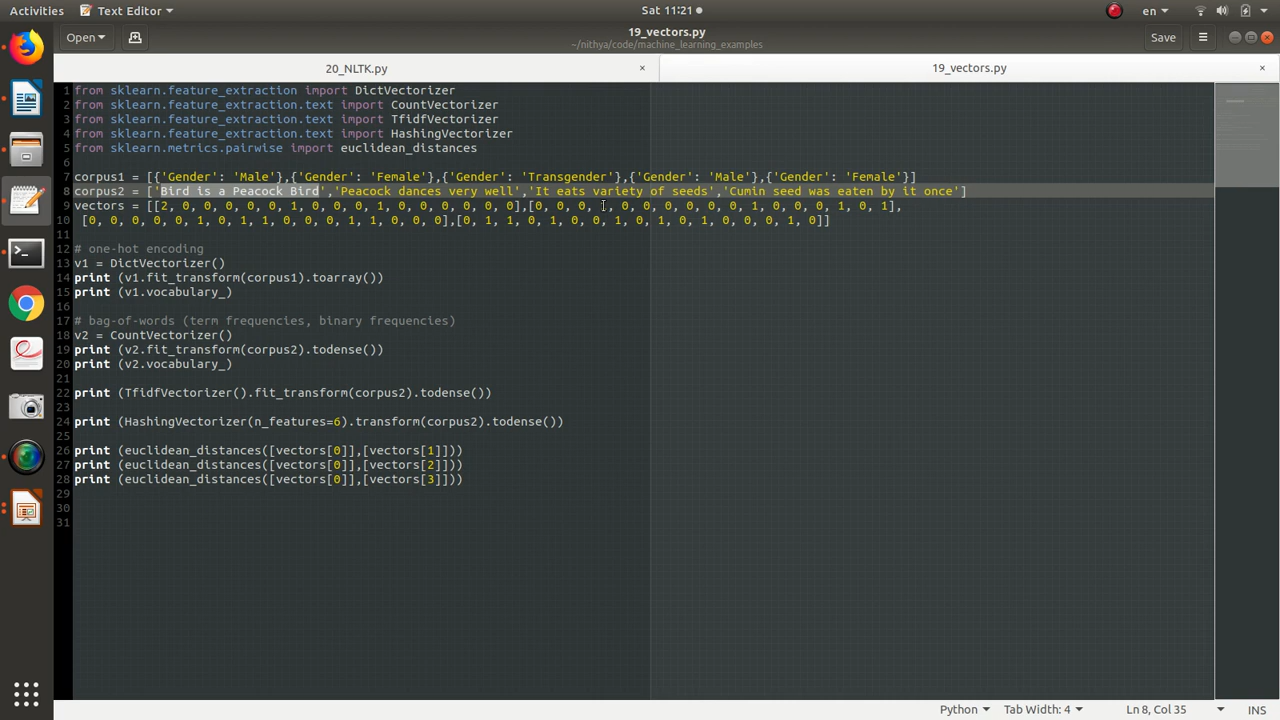 Activities Text Editor Sat 11:21 en
Open 19_vectors.py Save
~/nithya/code/machine_learning_examples
20_NLTK.py × 19_vectors.py ×
1 from sklearn.feature_extraction import DictVectorizer
2 from sklearn.feature_extraction.text import CountVectorizer
3 from sklearn.feature_extraction.text import TfidfVectorizer
4 from sklearn.feature_extraction.text import HashingVectorizer
5 from sklearn.metrics.pairwise import euclidean_distances
6
7 corpus1 = [{'Gender': 'Male'},{'Gender': 'Female'},{'Gender': 'Transgender'},{'Gender': 'Male'},{'Gender': 'Female'}]
8 corpus2 = ['Bird is a Peacock Bird','Peacock dances very well','It eats variety of seeds','Cumin seed was eaten by it once']
9 vectors = [[2, 0, 0, 0, 0, 0, 1, 0, 0, 0, 1, 0, 0, 0, 0, 0, 0],[0, 0, 0, 1, 0, 0, 0, 0, 0, 0, 1, 0, 0, 0, 1, 0, 1],
10 [0, 0, 0, 0, 0, 1, 0, 1, 1, 0, 0, 0, 1, 1, 0, 0, 0],[0, 1, 1, 0, 1, 0, 0, 1, 0, 1, 0, 1, 0, 0, 0, 1, 0]]
11
12 # one-hot encoding
13 v1 = DictVectorizer()
14 print (v1.fit_transform(corpus1).toarray())
15 print (v1.vocabulary_)
16
17 # bag-of-words (term frequencies, binary frequencies)
18 v2 = CountVectorizer()
19 print (v2.fit_transform(corpus2).todense())
20 print (v2.vocabulary_)
21
22 print (TfidfVectorizer().fit_transform(corpus2).todense())
23
24 print (HashingVectorizer(n_features=6).transform(corpus2).todense())
25
26 print (euclidean_distances([vectors[0]],[vectors[1]]))
27 print (euclidean_distances([vectors[0]],[vectors[2]]))
28 print (euclidean_distances([vectors[0]],[vectors[3]]))
29
30
31
Python Tab Width: 4 Ln 8, Col 35 INS